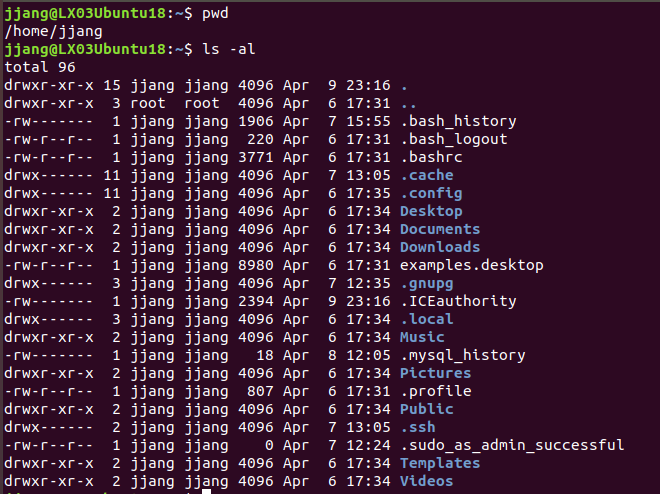 jjang@LX03Ubuntu18:~$ pwd
/home/jjang
jjang@LX03Ubuntu18:~$ ls -al
total 96
drwxr-xr-x 15 jjang jjang 4096 Apr  9 23:16 .
drwxr-xr-x  3 root  root  4096 Apr  6 17:31 ..
-rw-------  1 jjang jjang 1906 Apr  7 15:55 .bash_history
-rw-r--r--  1 jjang jjang  220 Apr  6 17:31 .bash_logout
-rw-r--r--  1 jjang jjang 3771 Apr  6 17:31 .bashrc
drwx------ 11 jjang jjang 4096 Apr  7 13:05 .cache
drwx------ 11 jjang jjang 4096 Apr  6 17:35 .config
drwxr-xr-x  2 jjang jjang 4096 Apr  6 17:34 Desktop
drwxr-xr-x  2 jjang jjang 4096 Apr  6 17:34 Documents
drwxr-xr-x  2 jjang jjang 4096 Apr  6 17:34 Downloads
-rw-r--r--  1 jjang jjang 8980 Apr  6 17:31 examples.desktop
drwx------  3 jjang jjang 4096 Apr  7 12:35 .gnupg
-rw-------  1 jjang jjang 2394 Apr  9 23:16 .ICEauthority
drwx------  3 jjang jjang 4096 Apr  6 17:34 .local
drwxr-xr-x  2 jjang jjang 4096 Apr  6 17:34 Music
-rw-------  1 jjang jjang   18 Apr  8 12:05 .mysql_history
drwxr-xr-x  2 jjang jjang 4096 Apr  6 17:34 Pictures
-rw-r--r--  1 jjang jjang  807 Apr  6 17:31 .profile
drwxr-xr-x  2 jjang jjang 4096 Apr  6 17:34 Public
drwx------  2 jjang jjang 4096 Apr  7 13:05 .ssh
-rw-r--r--  1 jjang jjang    0 Apr  7 12:24 .sudo_as_admin_successful
drwxr-xr-x  2 jjang jjang 4096 Apr  6 17:34 Templates
drwxr-xr-x  2 jjang jjang 4096 Apr  6 17:34 Videos